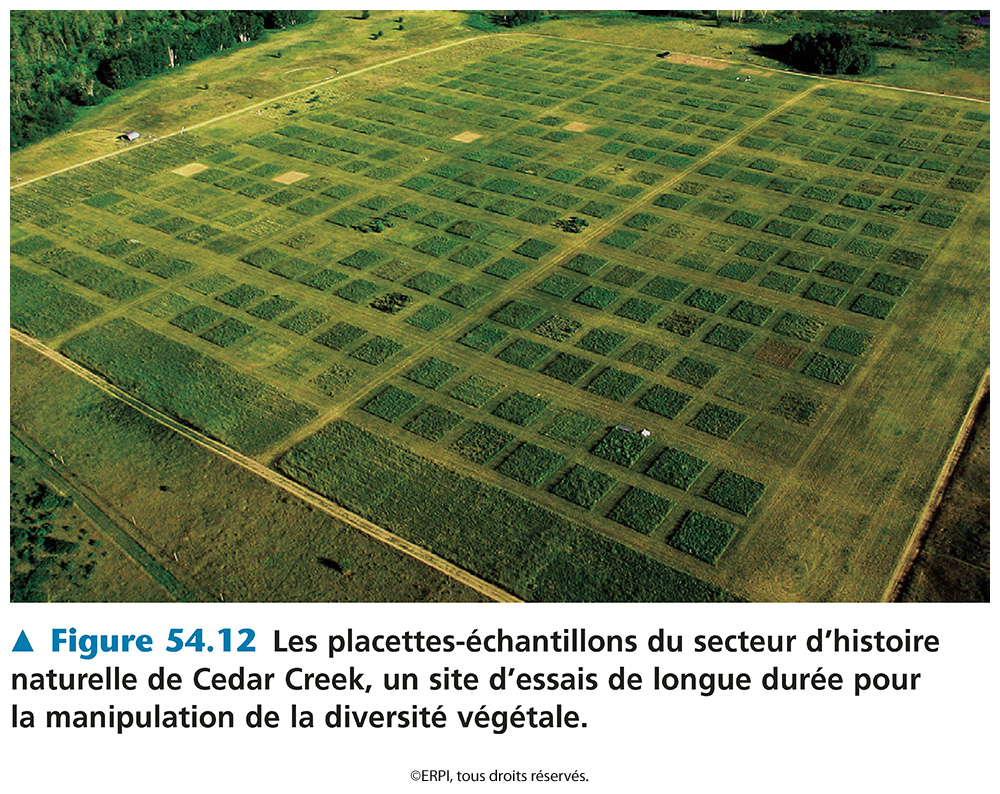 ▲ Figure 54.12 Les placettes-échantillons du secteur d’histoire
naturelle de Cedar Creek, un site d’essais de longue durée pour
la manipulation de la diversité végétale.
©ERPI, tous droits réservés.